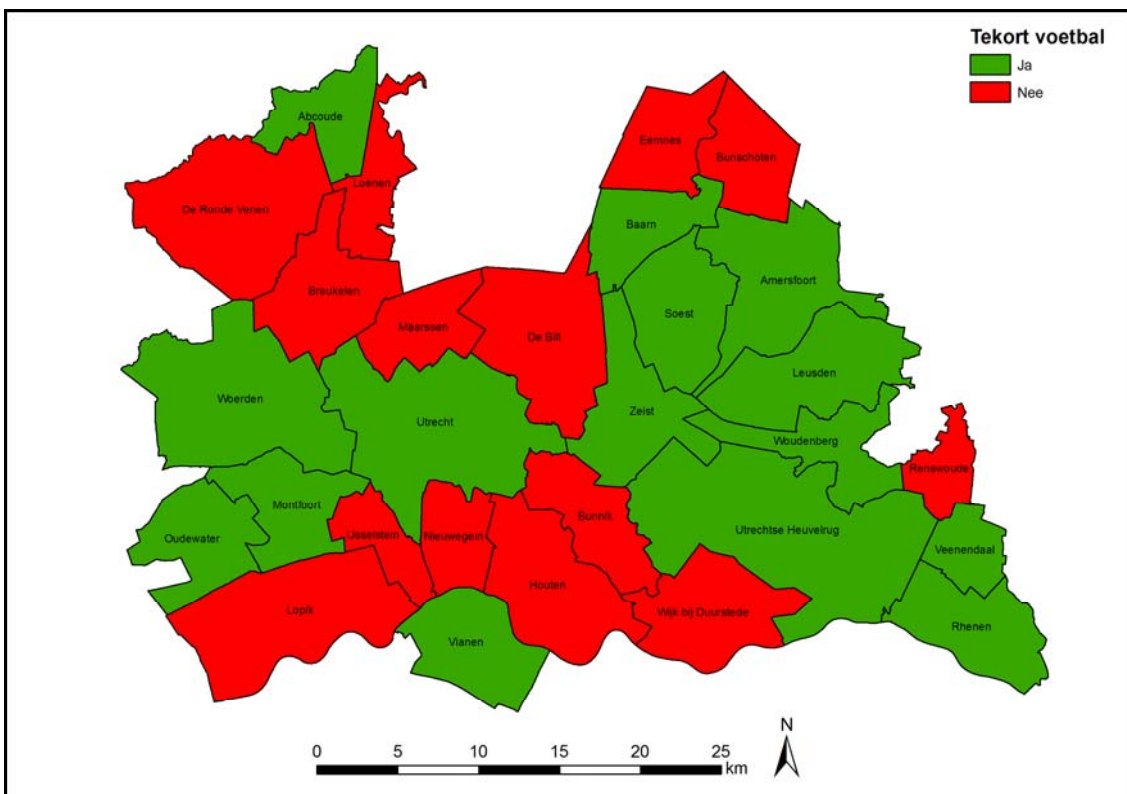 Tekort voetbal
Ja
Nee
Abcoude
Eemnes
Bunschoten
Loenen
De Ronde Venen
Baarn
Amersfoort
Breukelen
Soest
Maarssen
De Bilt
Leusden
Woerden
Zeist
Utrecht
Woudenberg
Renswoude
Montfoort
Bunnik
Utrechtse Heuvelrug
IJsselstein
Nieuwegein
Oudewater
Veenendaal
Houten
Lopik
Wijk bij Duurstede
Rhenen
Vianen
N
0 5 10 15 20 25
km